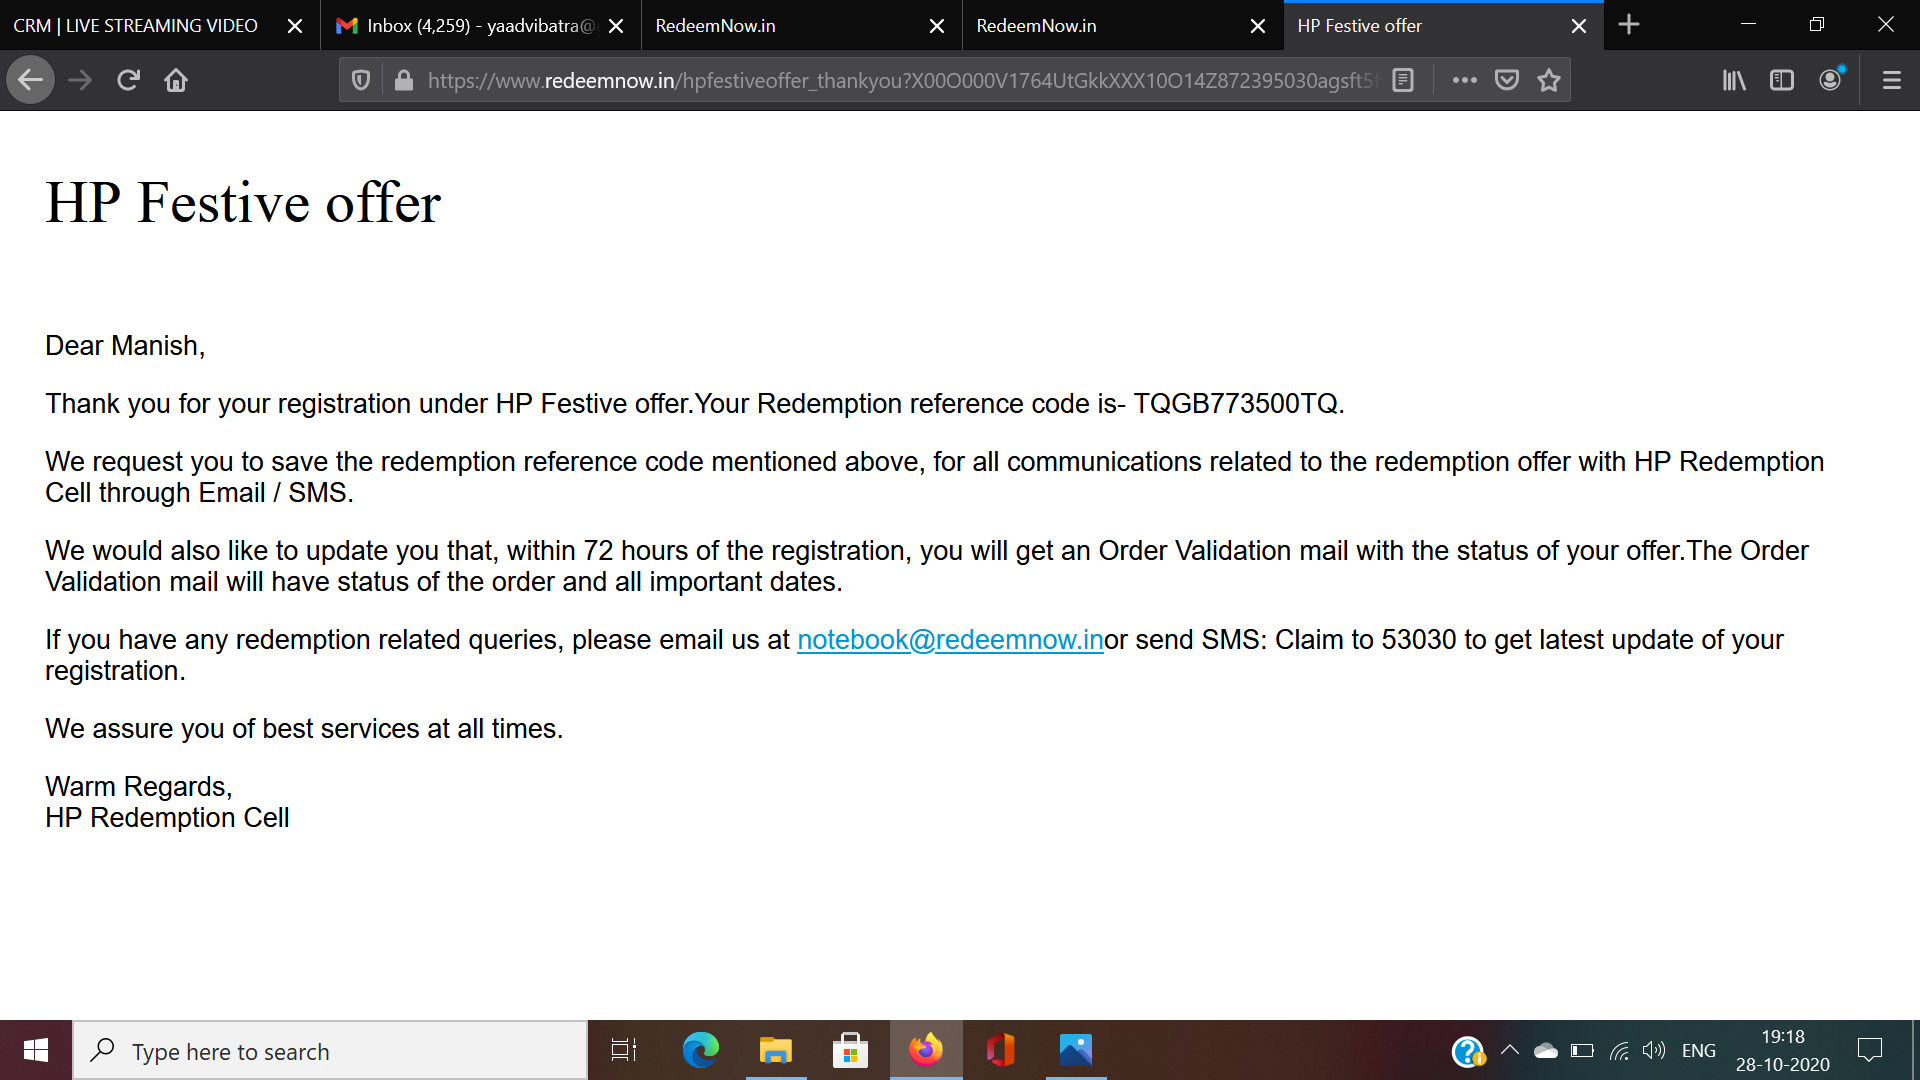 CRM | LIVE STREAMING VIDEO
Inbox (4,259) - yaadvibatra@
RedeemNow.in
RedeemNow.in
HP Festive offer
https://www.redeemnow.in/hpfestiveoffer_thankyou?X00O000V1764UtGkkXXX10O14Z872395030agsft5f
HP Festive offer
Dear Manish,
Thank you for your registration under HP Festive offer.Your Redemption reference code is- TQGB773500TQ.
We request you to save the redemption reference code mentioned above, for all communications related to the redemption offer with HP Redemption
Cell through Email / SMS.
We would also like to update you that, within 72 hours of the registration, you will get an Order Validation mail with the status of your offer.The Order
Validation mail will have status of the order and all important dates.
If you have any redemption related queries, please email us at notebook@redeemnow.inor send SMS: Claim to 53030 to get latest update of your
registration.
We assure you of best services at all times.
Warm Regards,
HP Redemption Cell
Type here to search
ENG
19:18
28-10-2020